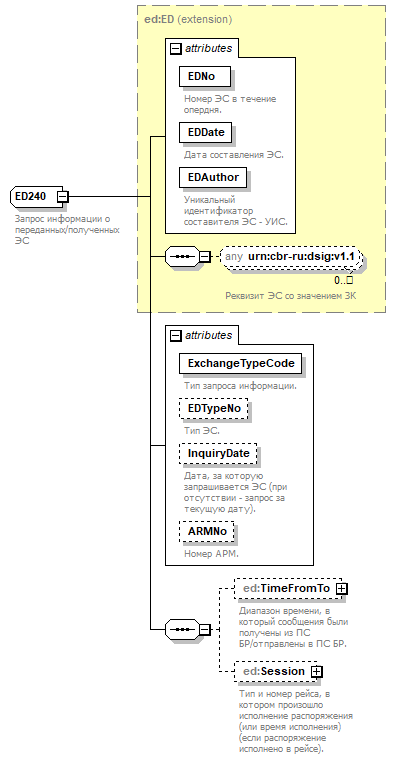 ed:ED (extension)
attributes
EDNo
Номер ЭС в течение
опердня.
EDDate
Дата составления ЭС.
EDAuthor
Уникальный
идентификатор
составителя ЭС - УИС.
ED240
Запрос информации о
переданных/полученных
ЭС
any urn:cbr-ru:dsig:v1.1
0..□
Реквизит ЭС со значением ЗК
attributes
ExchangeTypeCode
Тип запроса информации.
EDTypeNo
Тип ЭС.
InquiryDate
Дата, за которую
запрашивается ЭС (при
отсутствии - запрос за
текущую дату).
ARMNo
Номер АРМ.
ed:TimeFromTo
Диапазон времени, в
который сообщения были
получены из ПС
БР/отправлены в ПС БР.
ed:Session
Тип и номер рейса, в
котором произошло
исполнение распоряжения
(или время исполнения)
(если распоряжение
исполнено в рейсе).